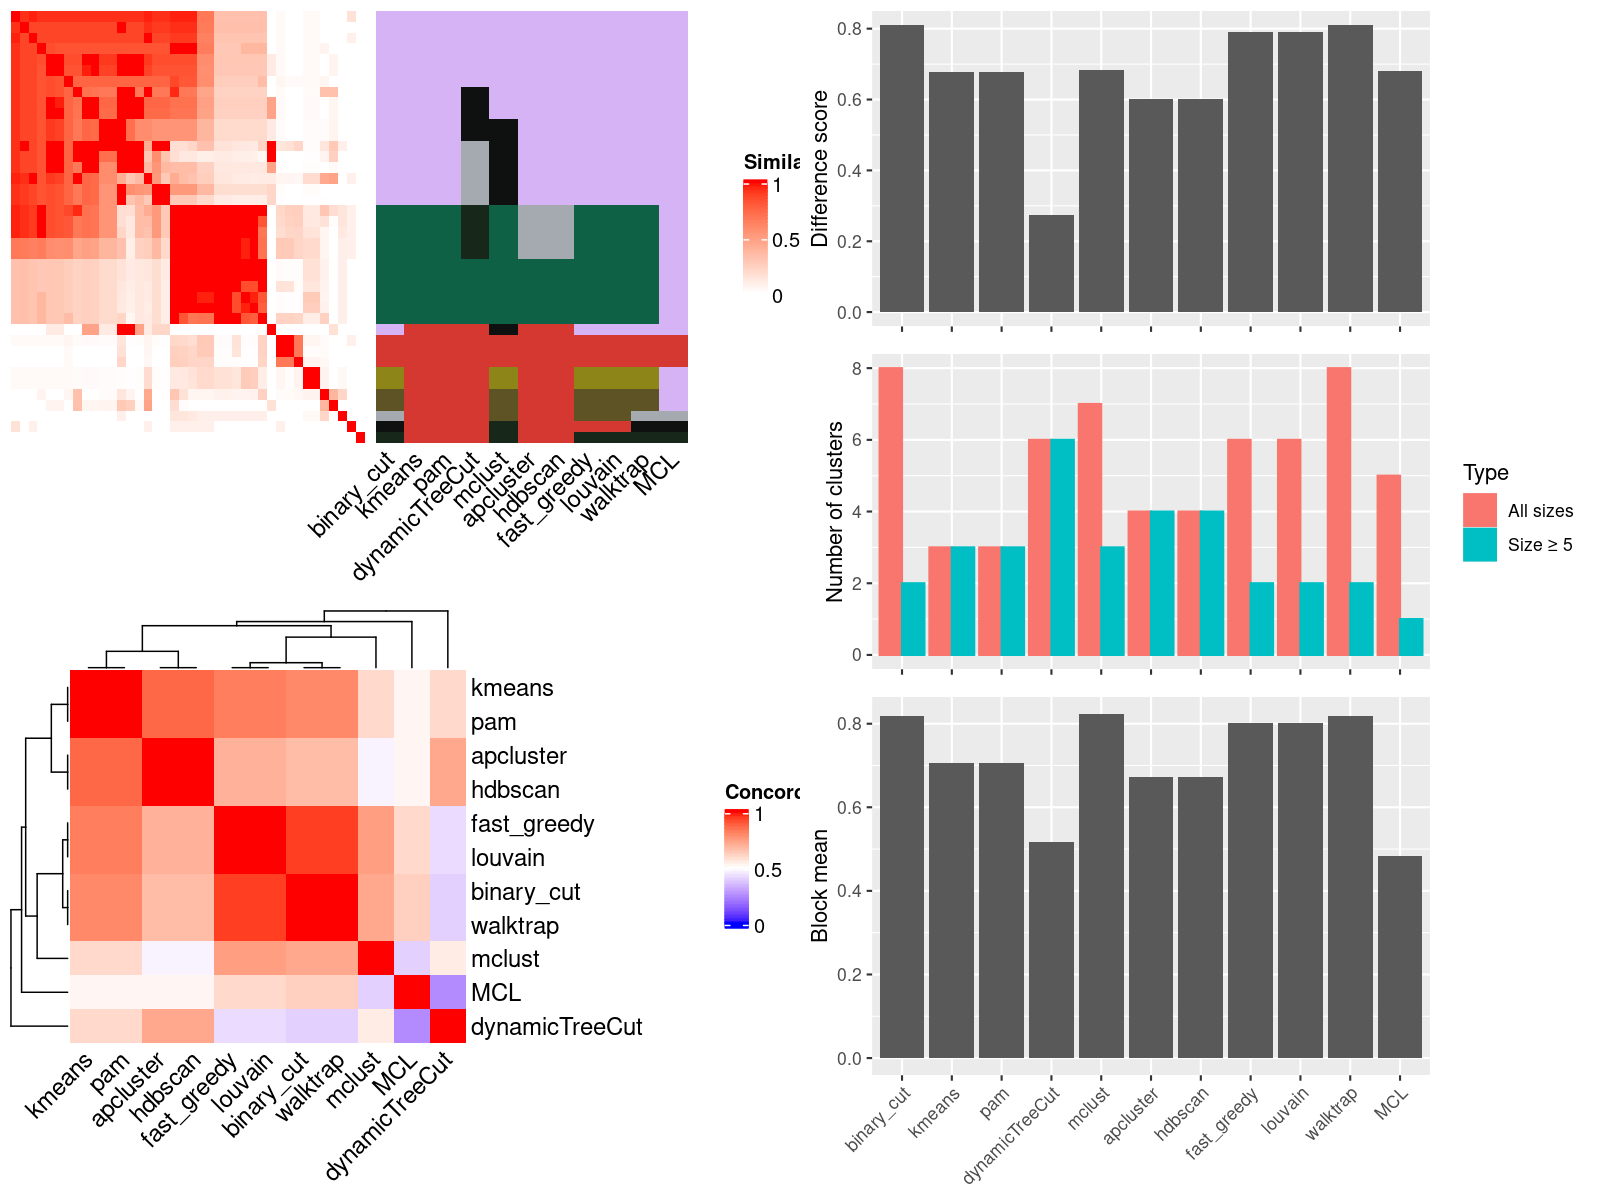 Simila
1
0.5
0
binary_cut
kmeans
pam
dynamicTreeCut
mclust
apcluster
hdbscan
fast_greedy
louvain
walktrap
MCL
kmeans
pam
apcluster
hdbscan
fast_greedy
louvain
binary_cut
walktrap
mclust
MCL
dynamicTreeCut
kmeans
pam
apcluster
hdbscan
fast_greedy
louvain
binary_cut
walktrap
mclust
MCL
dynamicTreeCut
Concord
1
0.5
0
Difference score
0.8
0.6
0.4
0.2
0.0
Number of clusters
8
6
4
2
0
Type
All sizes
Size ≥ 5
Block mean
0.8
0.6
0.4
0.2
0.0
binary_cut
kmeans
pam
dynamicTreeCut
mclust
apcluster
hdbscan
fast_greedy
louvain
walktrap
MCL